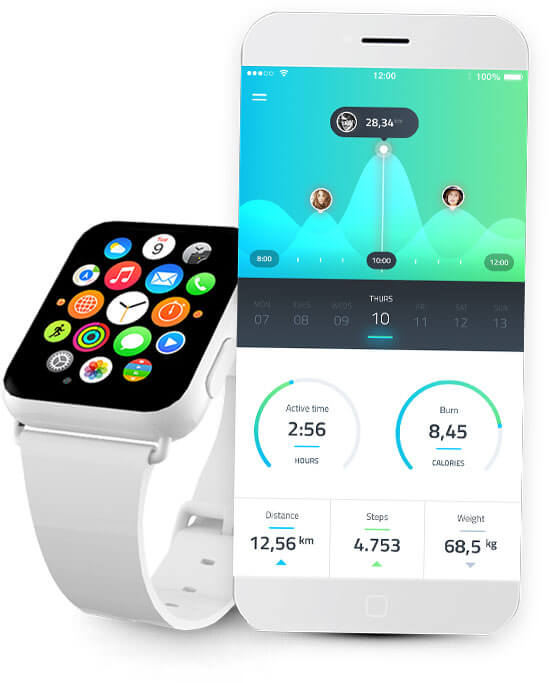 12:00 100%
28,34 km
8:00 10:00 12:00
MON TUES WEDS THURS FRI SAT SUN
07 08 09 10 11 12 13
TUE
9
Active time Burn
2:56 8,45
HOURS CALORIES
Distance Steps Weight
12,56 km 4.753 68,5 kg